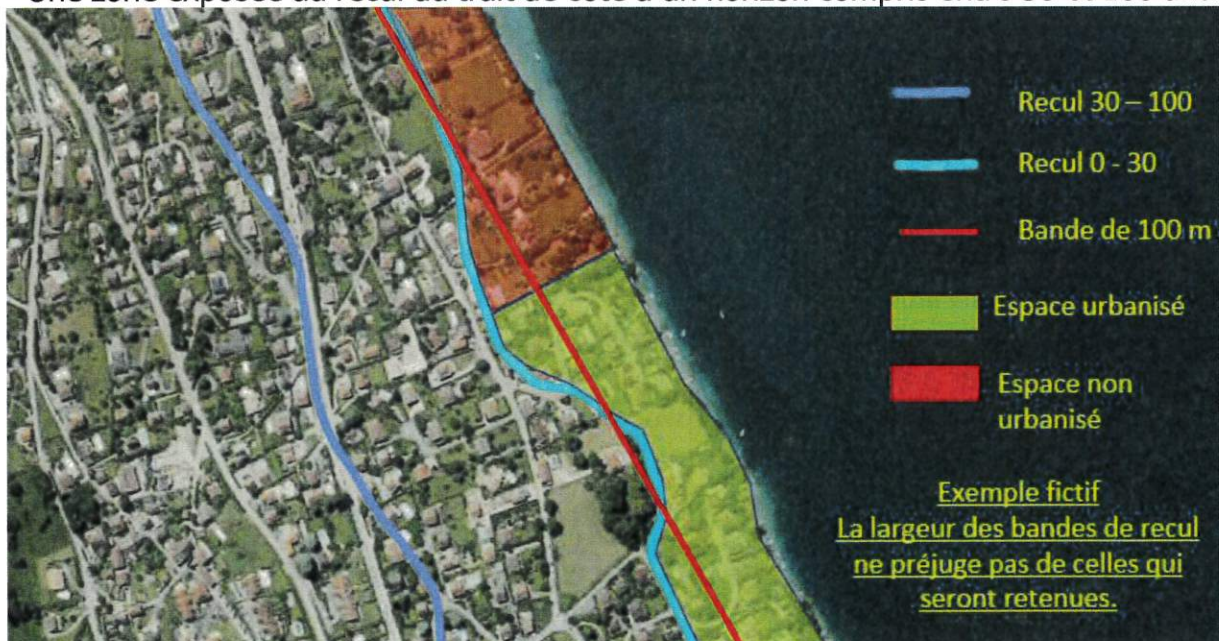 Recul 30 – 100
Recul 0 - 30
Bande de 100 m
Espace urbanisé
Espace non
urbanisé
Exemple fictif
La largeur des bandes de recul
ne préjuge pas de celles qui
seront retenues.